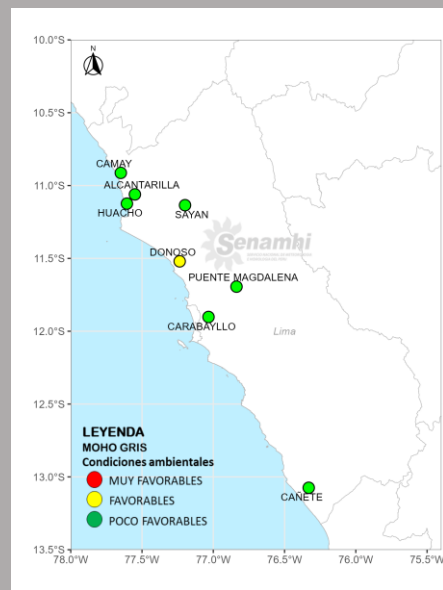 10.0°S
N
10.5°S
CAMAY
11.0°S
ALCANTARILLA
HUACHO
SAYAN
11.5°S
DONOSO
Senamhi
PUENTE MAGDALENA
CARABAYLLO
12.0°S
Lima
12.5°S
LEYENDA
MOHO GRIS
Condiciones ambientales
MUY FAVORABLES
FAVORABLES
POCO FAVORABLES
13.0°S
CAÑETE
13.5°S
78.0°W 77.5°W 77.0°W 76.5°W 76.0°W 75.5°W